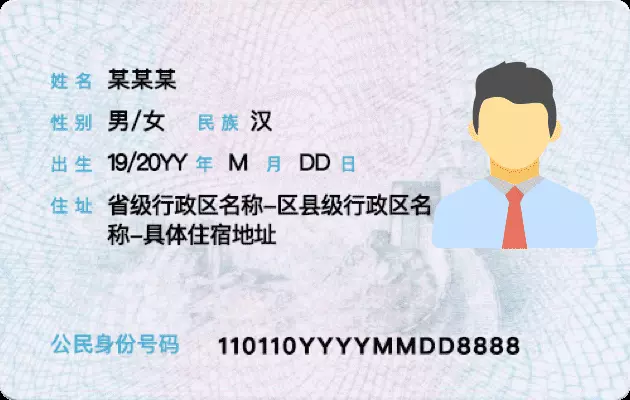 姓名 某某某
性别 男/女 民族 汉
出生 19/20YY 年 M 月 DD 日
住址 省级行政区名称-区县级行政区名
称-具体住宿地址
公民身份号码 110110YYYYMMDD8888